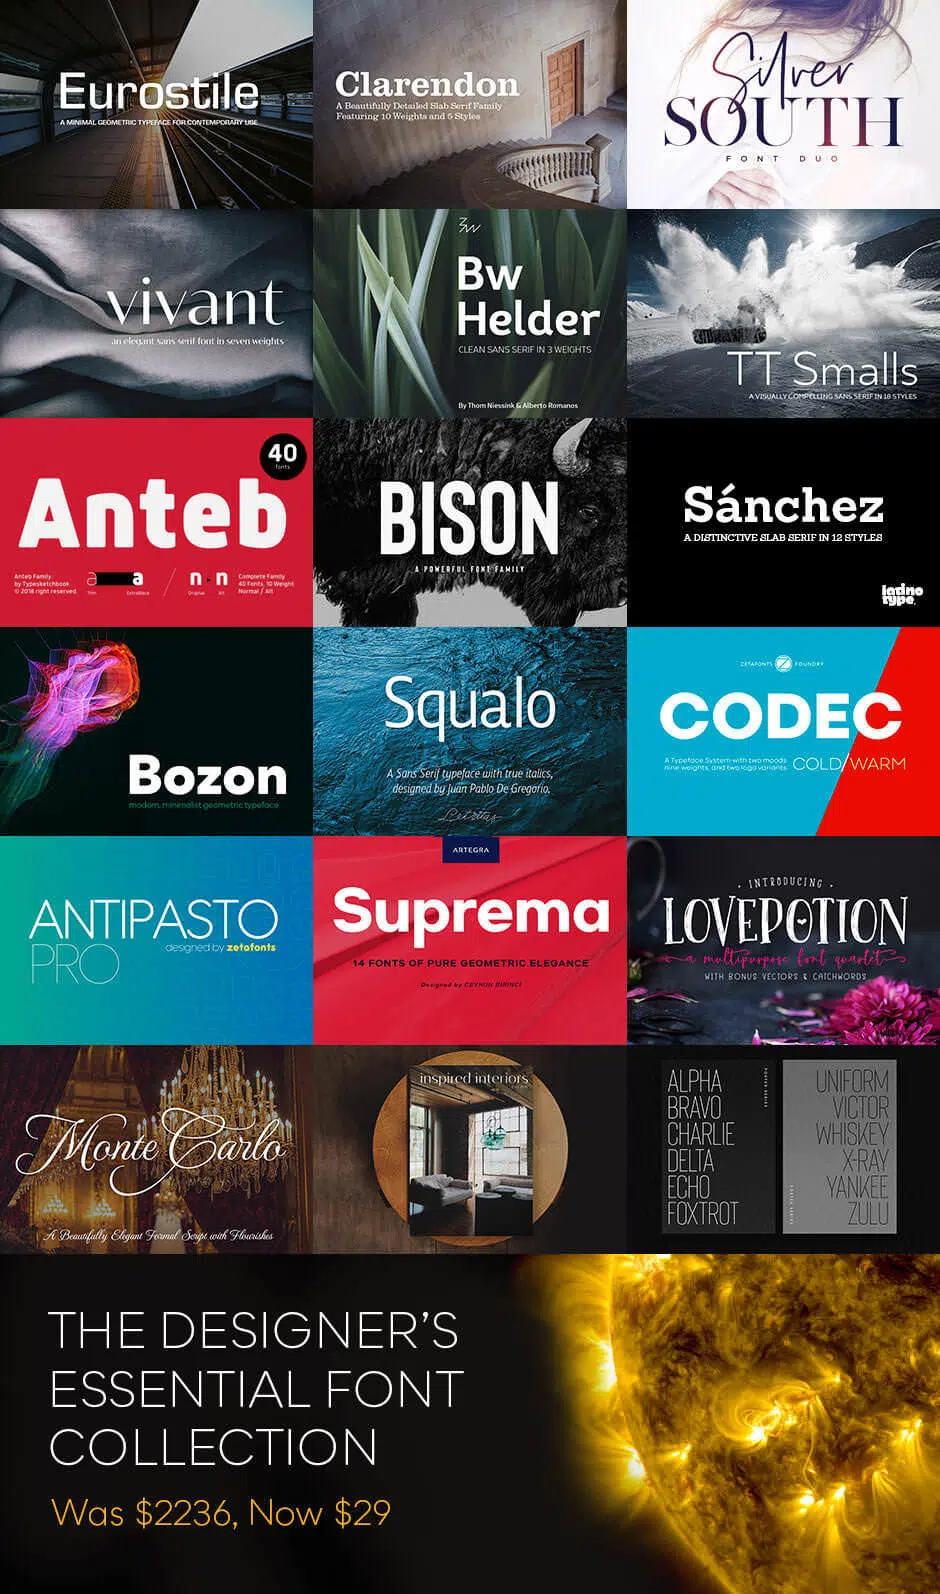 Eurostile
A MINIMAL GEOMETRIC TYPEFACE FOR CONTEMPORARY USE
Clarendon
A Beautifully Detailed Slab Serif Family
Featuring 10 Weights and 5 Styles
Silver
SOUTH
FONT DUO
vivant
an elegant sans serif font in seven weights
Bw
Helder
CLEAN SANS SERIF IN 3 WEIGHTS
By Thom Niessink & Alberto Romanos
TT Smalls
A VISUALLY COMPELLING SANS SERIF IN 18 STYLES
40
fonts
Anteb
Anteb Family
by Typesketchbook
© 2018 right reserved
a a
Thin ExtraBlack
n n
Original Alt
Complete Family
40 Fonts, 10 Weight
Normal / Alt
BISON
A POWERFUL FONT FAMILY
Sánchez
A DISTINCTIVE SLAB SERIF IN 12 STYLES
latino
type
Bozon
modern, minimalist geometric typeface
Squalo
A Sans Serif typeface with true italics,
designed by Juan Pablo De Gregorio.
Letritas
ZETAFONTS Z FOUNDRY
CODEC
A Typeface System with two moods
nine weights, and two logo variants
COLD/WARM
ANTIPASTO
PRO
designed by zetafonts
ARTEGRA
Suprema
14 FONTS OF PURE GEOMETRIC ELEGANCE
Designed by CEYHUN BIRINCI
· INTRODUCING ·
LOVEPOTION
a multipurpose font quartet
WITH BONUS VECTORS & CATCHWORDS
Monte Carlo
A Beautifully Elegant Formal Script with Flourishes
inspired interiors
ALPHA
BRAVO
CHARLIE
DELTA
ECHO
FOXTROT
UNIFORM
VICTOR
WHISKEY
X-RAY
YANKEE
ZULU
THE DESIGNER'S
ESSENTIAL FONT
COLLECTION
Was $2236, Now $29